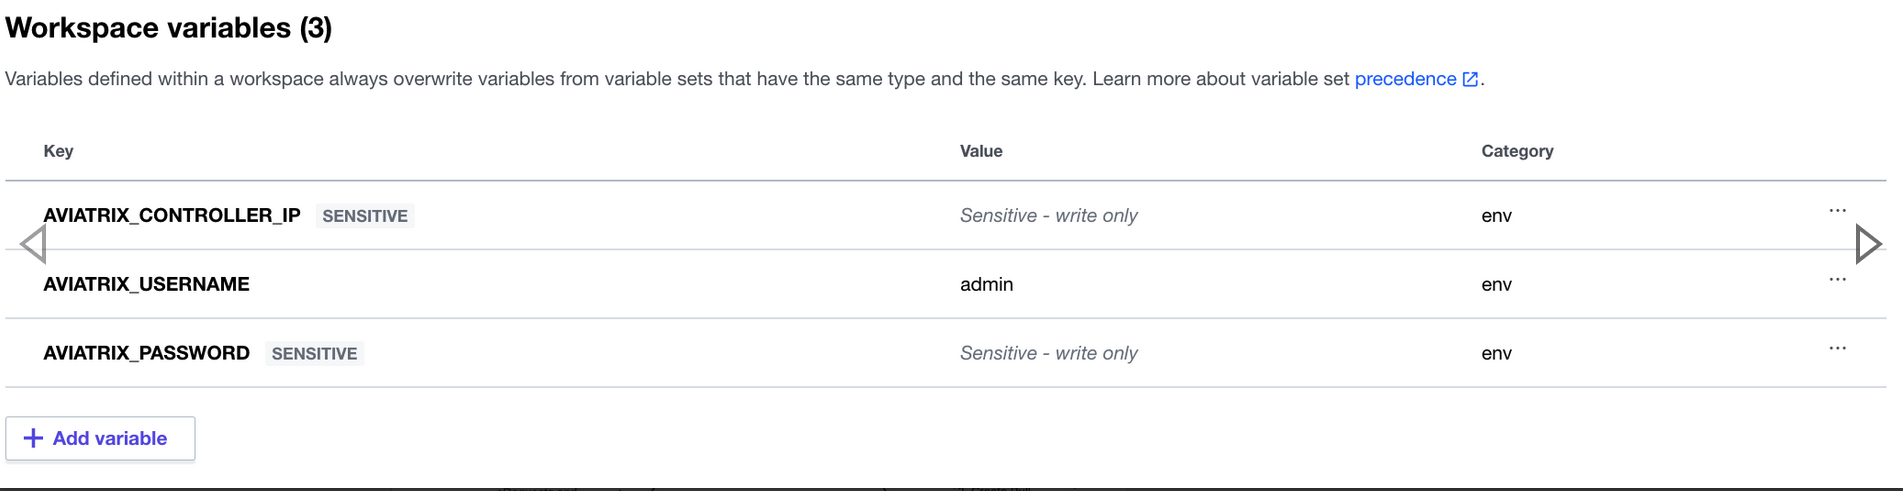 Workspace variables (3)
Variables defined within a workspace always overwrite variables from variable sets that have the same type and the same key. Learn more about variable set precedence.
Key Value Category
AVIATRIX_CONTROLLER_IP SENSITIVE Sensitive - write only env ...
AVIATRIX_USERNAME admin env ...
AVIATRIX_PASSWORD SENSITIVE Sensitive - write only env ...
+ Add variable